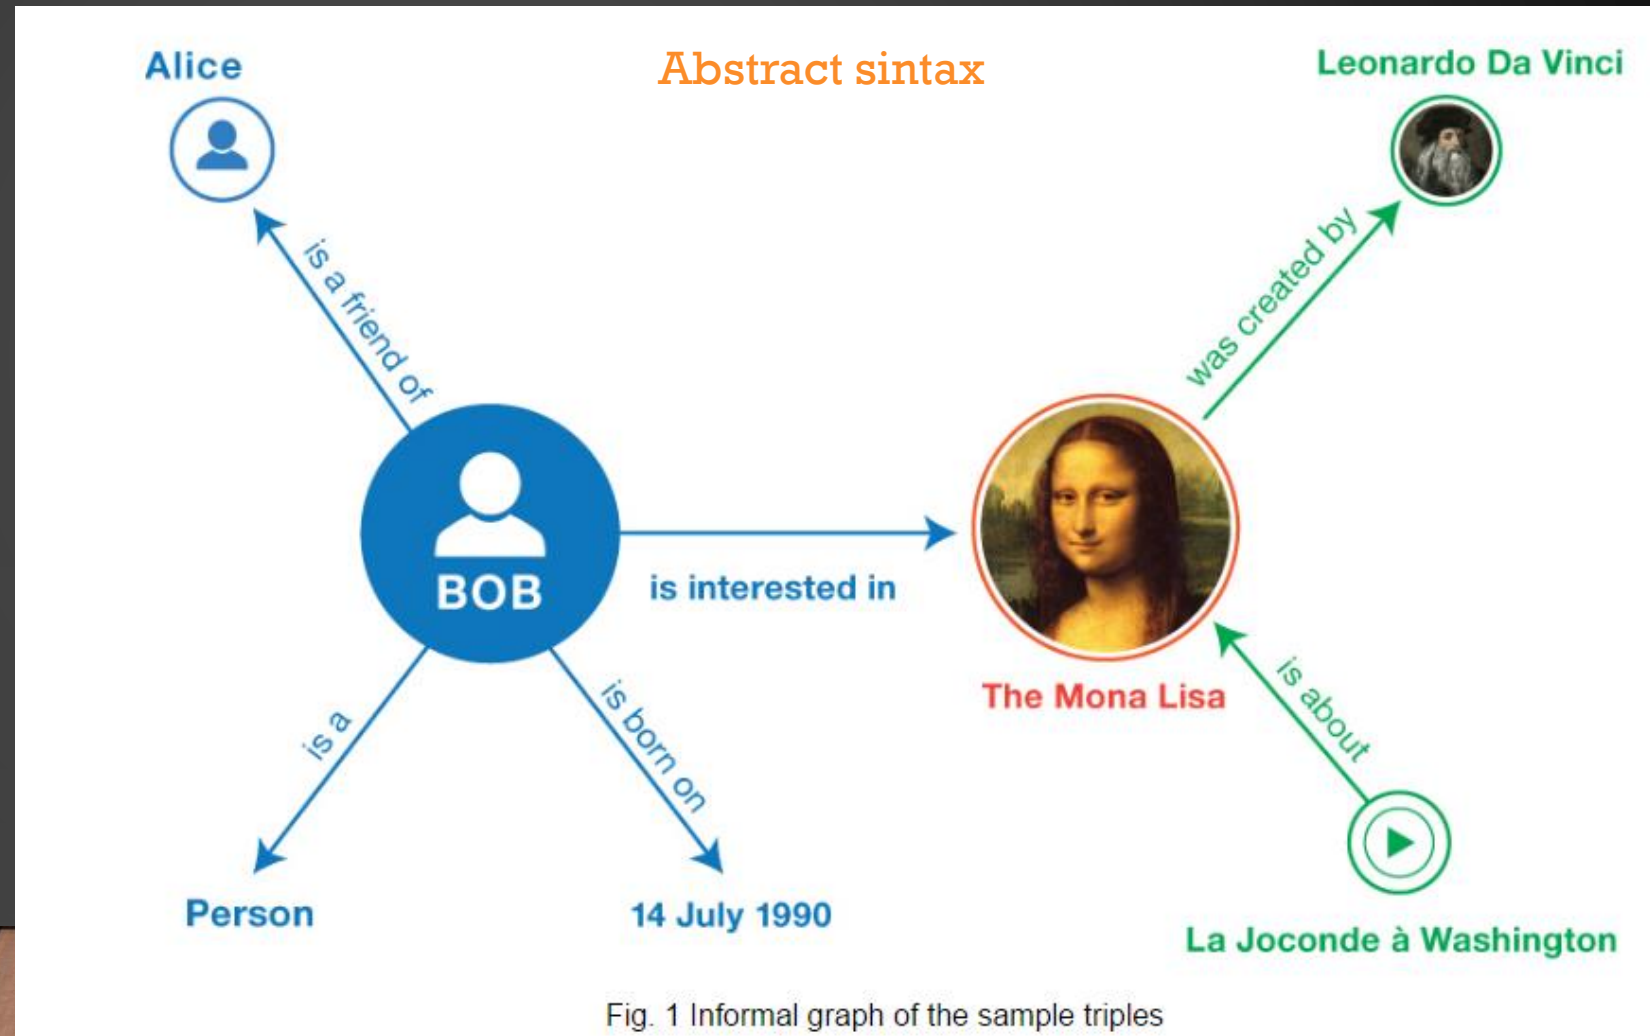 Abstract sintax
Alice
Leonardo Da Vinci
is a friend of
was created by
BOB
is interested in
The Mona Lisa
is a
is born on
is about
Person
14 July 1990
La Joconde à Washington
Fig. 1 Informal graph of the sample triples